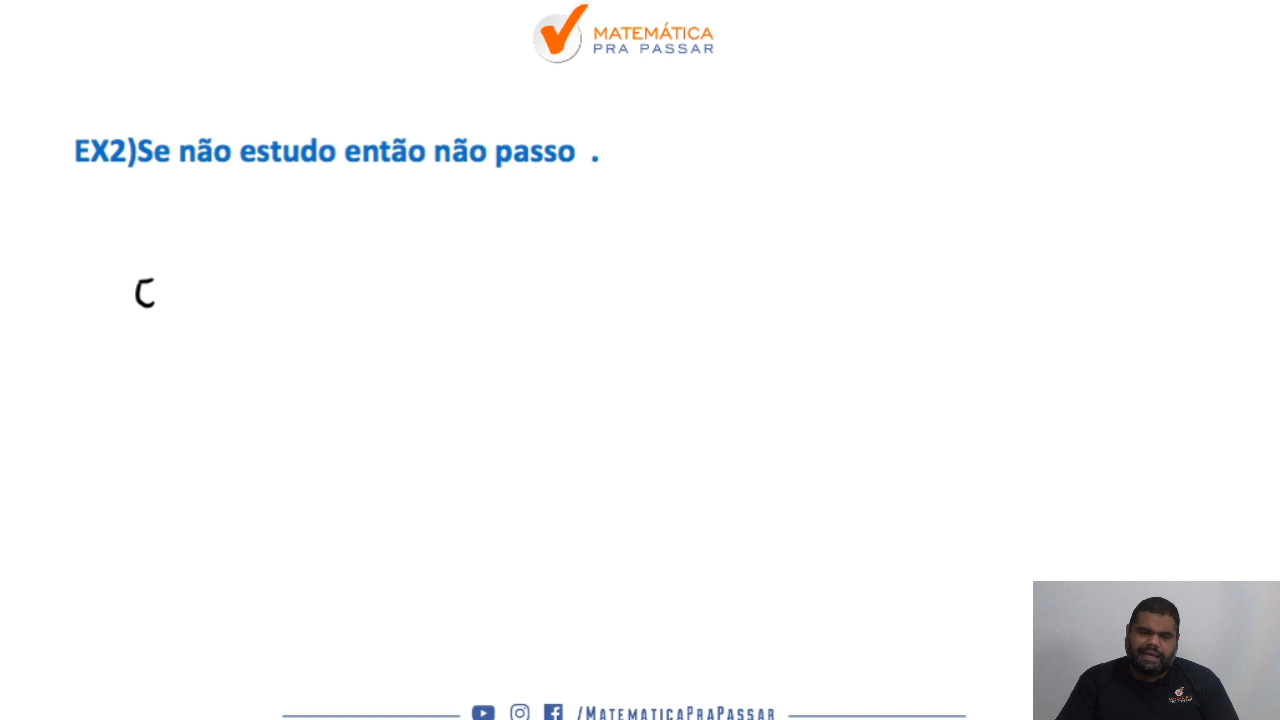 MATEMÁTICA
PRA PASSAR
EX2)Se não estudo então não passo .
C
/MATEMATICAPRAPASSAR